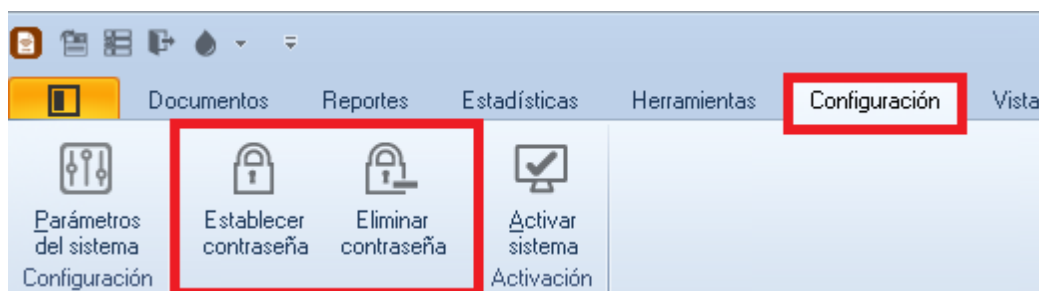 Documentos
Reportes
Estadísticas
Herramientas
Configuración
Vista
Parámetros
del sistema
Establecer
contraseña
Eliminar
contraseña
Activar
sistema
Configuración
Activación